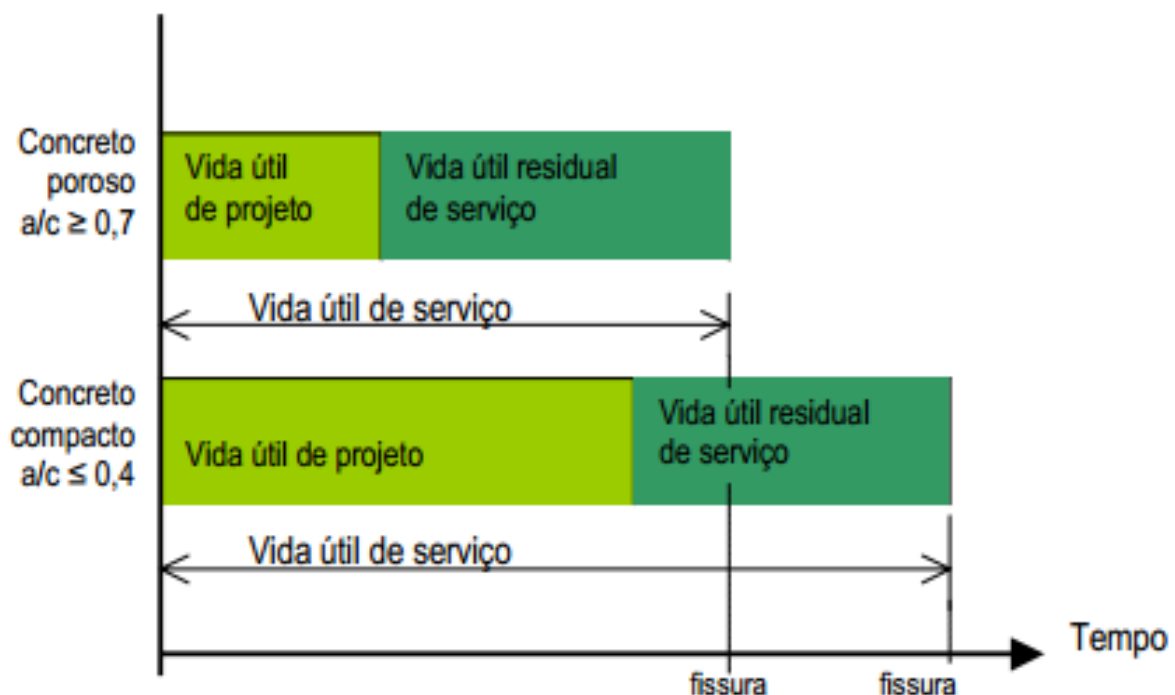 Concreto
poroso
a/c ≥ 0,7
Vida útil
de projeto
Vida útil residual
de serviço
Vida útil de serviço
Concreto
compacto
a/c ≤ 0,4
Vida útil de projeto
Vida útil residual
de serviço
Vida útil de serviço
Tempo
fissura
fissura